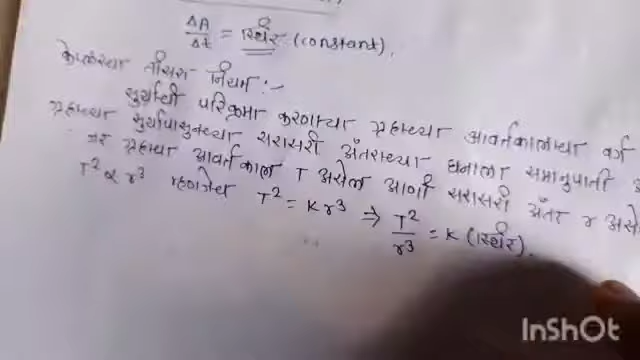 ΔA/Δt = स्थिर (constant).
केप्लरचा तीसरा नियम :-
सुर्याची परिक्रमा करणाऱ्या ग्रहाच्या आवर्तकालाचा वर्ग
ग्रहाच्या सुर्यापासुनच्या सरासरी अंतराच्या घनाला समानुपाती
जर ग्रहाचा आवर्तकाल T असेल आणी सरासरी अंतर r असे
T² ∝ r³ म्हणजेच T² = Kr³ ⇒ T²/r³ = K (स्थिर).
InShOt